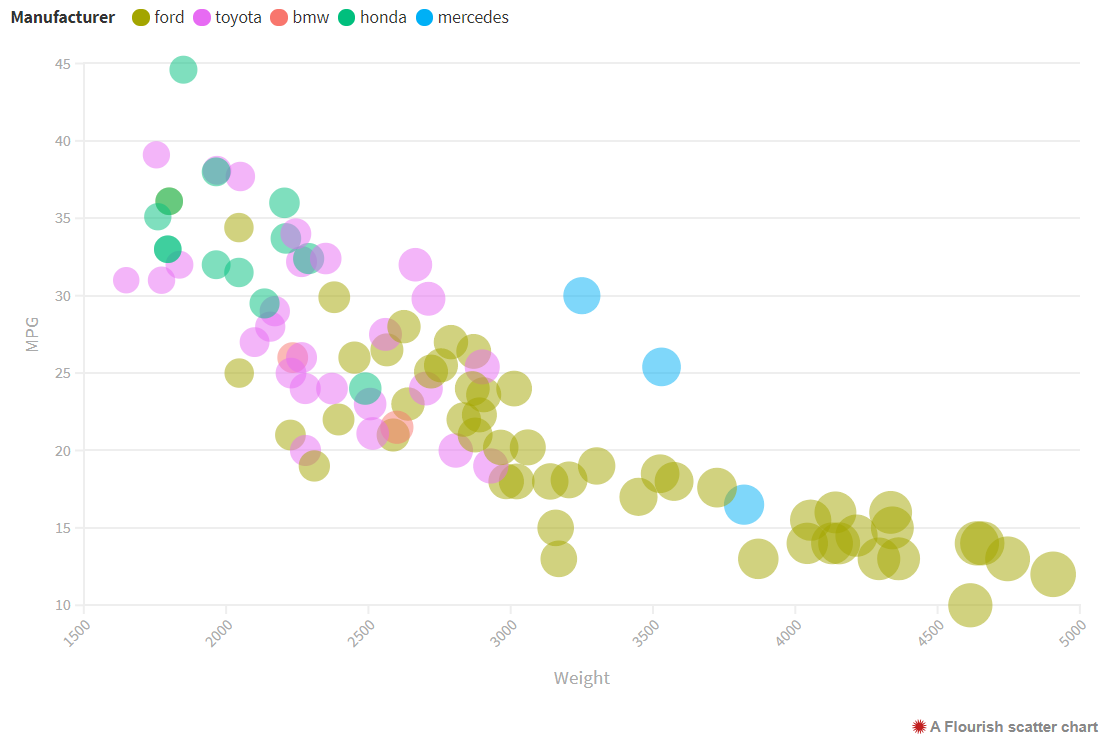 Manufacturer ford toyota bmw honda mercedes
45
40
35
30
25
20
15
10
MPG
1500 2000 2500 3000 3500 4000 4500 5000
Weight
A Flourish scatter chart